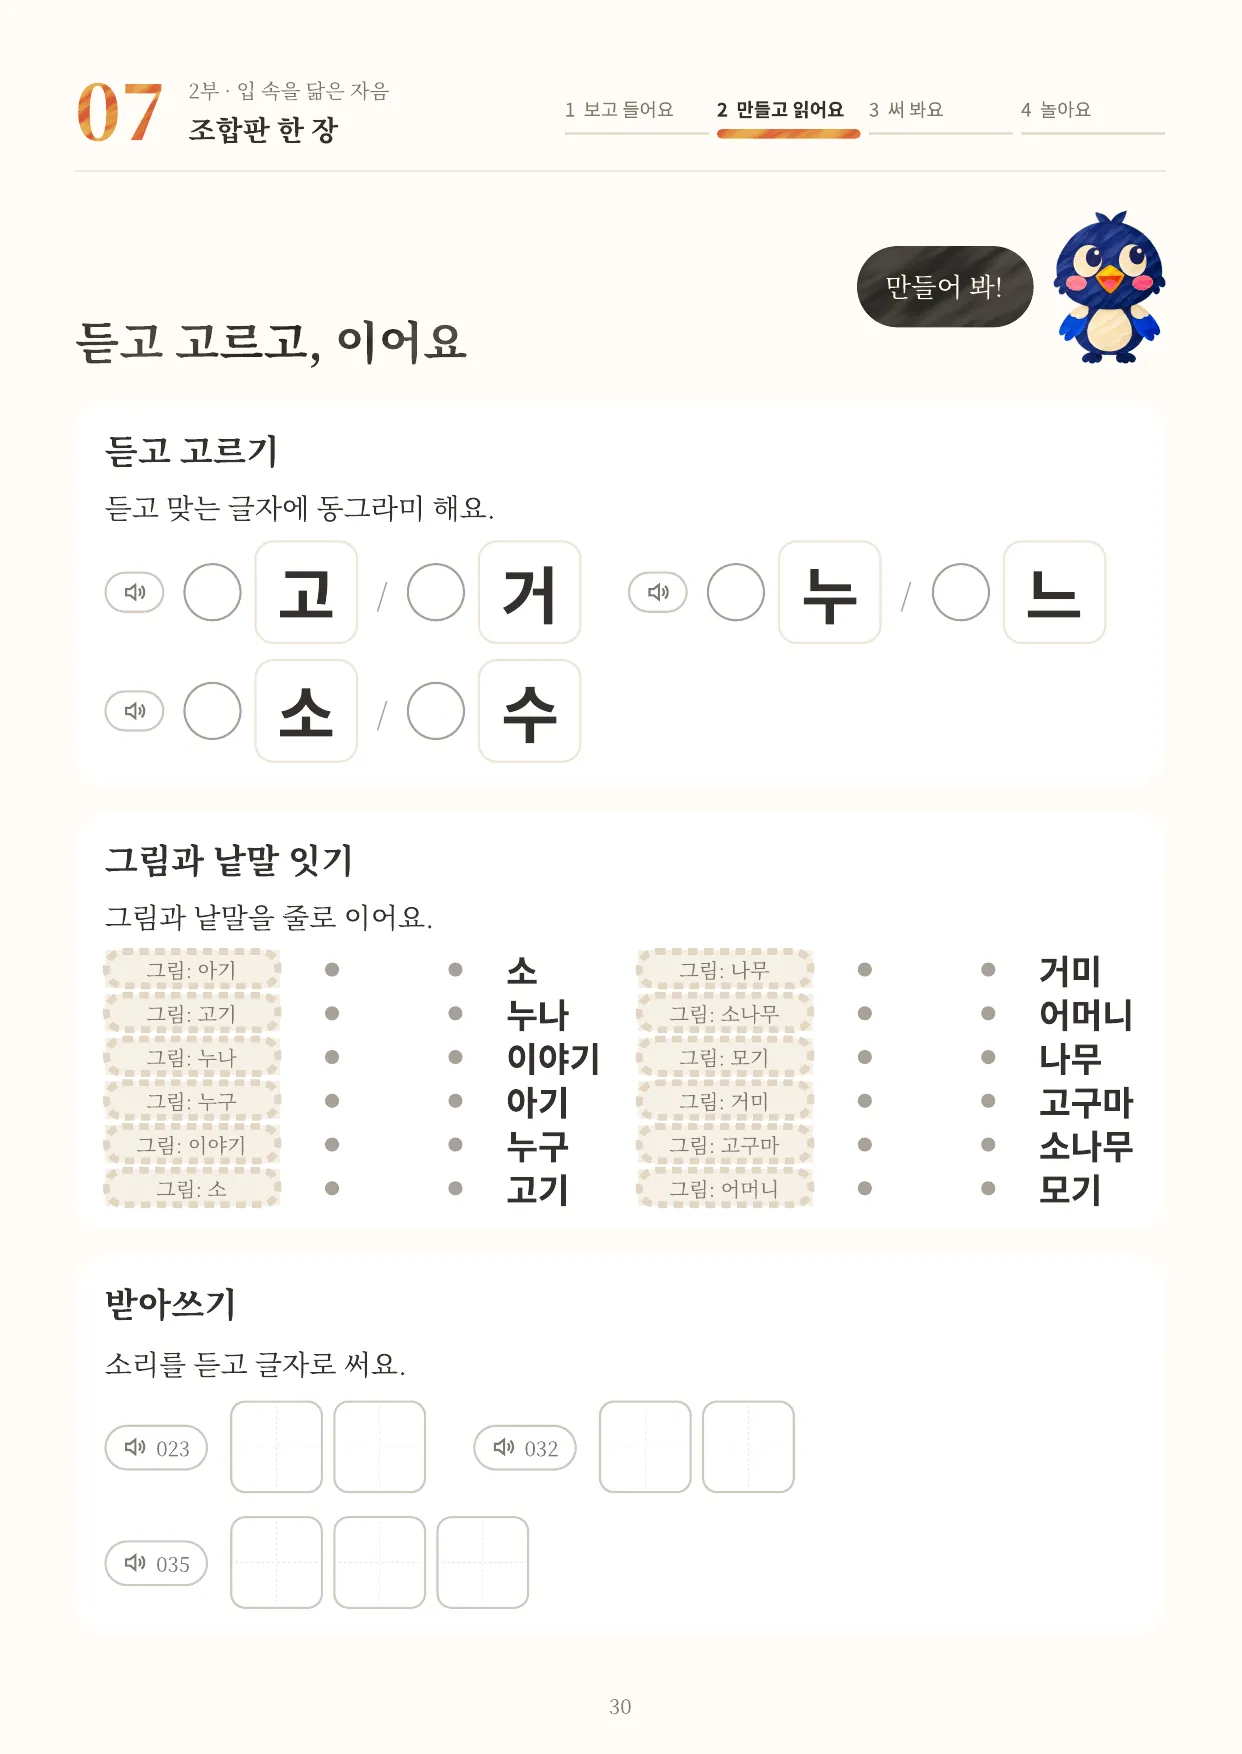 07
2부 · 입 속을 닮은 자음
조합판 한 장
1 보고 들어요
2 만들고 읽어요
3 써 봐요
4 놀아요
만들어 봐!
듣고 고르고, 이어요
듣고 고르기
듣고 맞는 글자에 동그라미 해요.
고 / 거
누 / 느
소 / 수
그림과 낱말 잇기
그림과 낱말을 줄로 이어요.
그림: 아기 소
그림: 고기 누나
그림: 누나 이야기
그림: 누구 아기
그림: 이야기 누구
그림: 소 고기
그림: 나무 거미
그림: 소나무 어머니
그림: 모기 나무
그림: 거미 고구마
그림: 고구마 소나무
그림: 어머니 모기
받아쓰기
소리를 듣고 글자로 써요.
023
032
035
30